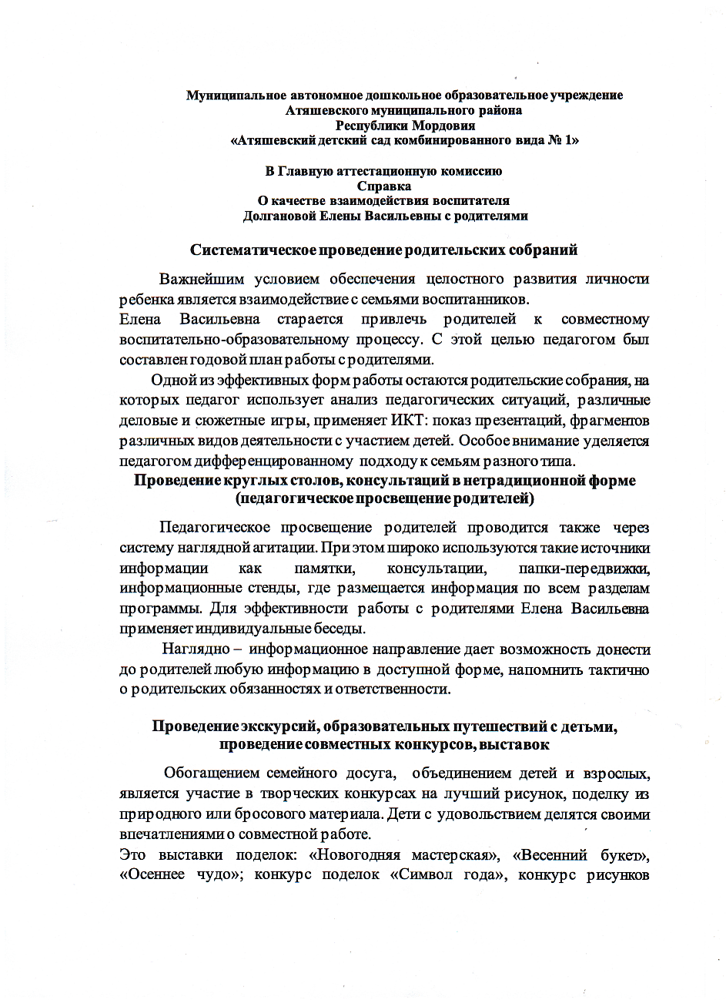 Муниципальное автономное дошкольное образовательное учреждение
Атяшевского муниципального района
Республики Мордовия
«Атяшевский детский сад комбинированного вида № 1»
В Главную аттестационную комиссию
Справка
О качестве взаимодействия воспитателя
Долгановой Елены Васильевны с родителями
Систематическое проведение родительских собраний
Важнейшим условием обеспечения целостного развития личности
ребенка является взаимодействие с семьями воспитанников.
Елена Васильевна старается привлечь родителей к совместному
воспитательно-образовательному процессу. С этой целью педагогом был
составлен годовой план работы с родителями.
Одной из эффективных форм работы остаются родительские собрания, на
которых педагог использует анализ педагогических ситуаций, различные
деловые и сюжетные игры, применяет ИКТ: показ презентаций, фрагментов
различных видов деятельности с участием детей. Особое внимание уделяется
педагогом дифференцированному подходу к семьям разного типа.
Проведение круглых столов, консультаций в нетрадиционной форме
(педагогическое просвещение родителей)
Педагогическое просвещение родителей проводится также через
систему наглядной агитации. При этом широко используются такие источники
информации как памятки, консультации, папки-передвижки,
информационные стенды, где размещается информация по всем разделам
программы. Для эффективности работы с родителями Елена Васильевна
применяет индивидуальные беседы.
Наглядно – информационное направление дает возможность донести
до родителей любую информацию в доступной форме, напомнить тактично
о родительских обязанностях и ответственности.
Проведение экскурсий, образовательных путешествий с детьми,
проведение совместных конкурсов, выставок
Обогащением семейного досуга, объединением детей и взрослых,
является участие в творческих конкурсах на лучший рисунок, поделку из
природного или бросового материала. Дети с удовольствием делятся своими
впечатлениями о совместной работе.
Это выставки поделок: «Новогодняя мастерская», «Весенний букет»,
«Осеннее чудо»; конкурс поделок «Символ года», конкурс рисунков